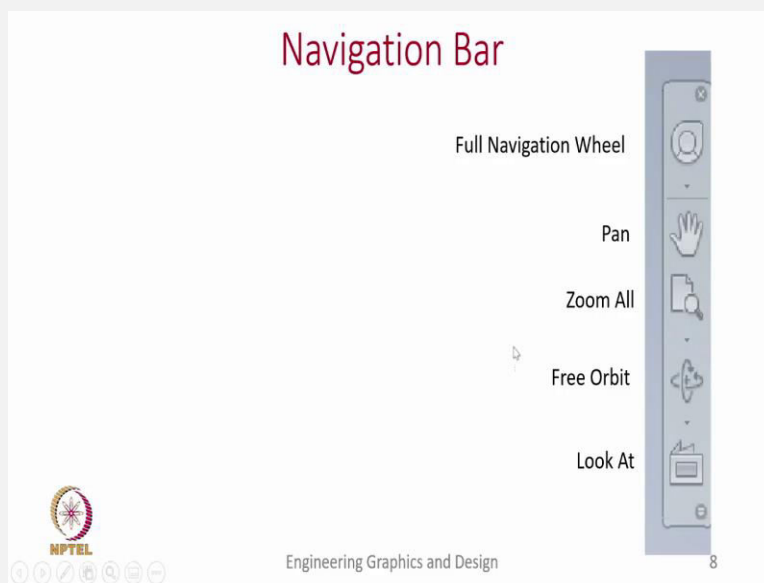 Navigation Bar
Full Navigation Wheel
Pan
Zoom All
Free Orbit
Look At
NPTEL
Engineering Graphics and Design
8